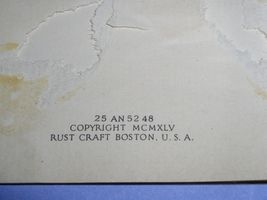 25 AN 52 48
COPYRIGHT MCMXLV
RUST CRAFT BOSTON, U. S. A.